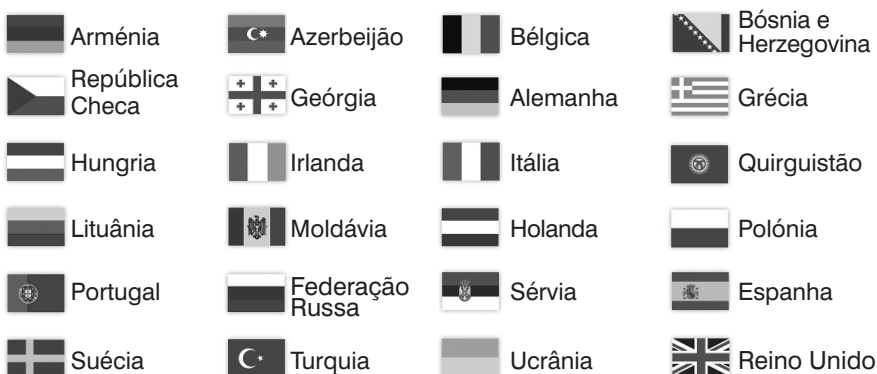 Arménia
Azerbeijão
Bélgica
Bósnia e
Herzegovina
República
Checa
Geórgia
Alemanha
Grécia
Hungria
Irlanda
Itália
Quirguistão
Lituânia
Moldávia
Holanda
Polónia
Portugal
Federação
Russa
Sérvia
Espanha
Suécia
Turquia
Ucrânia
Reino Unido